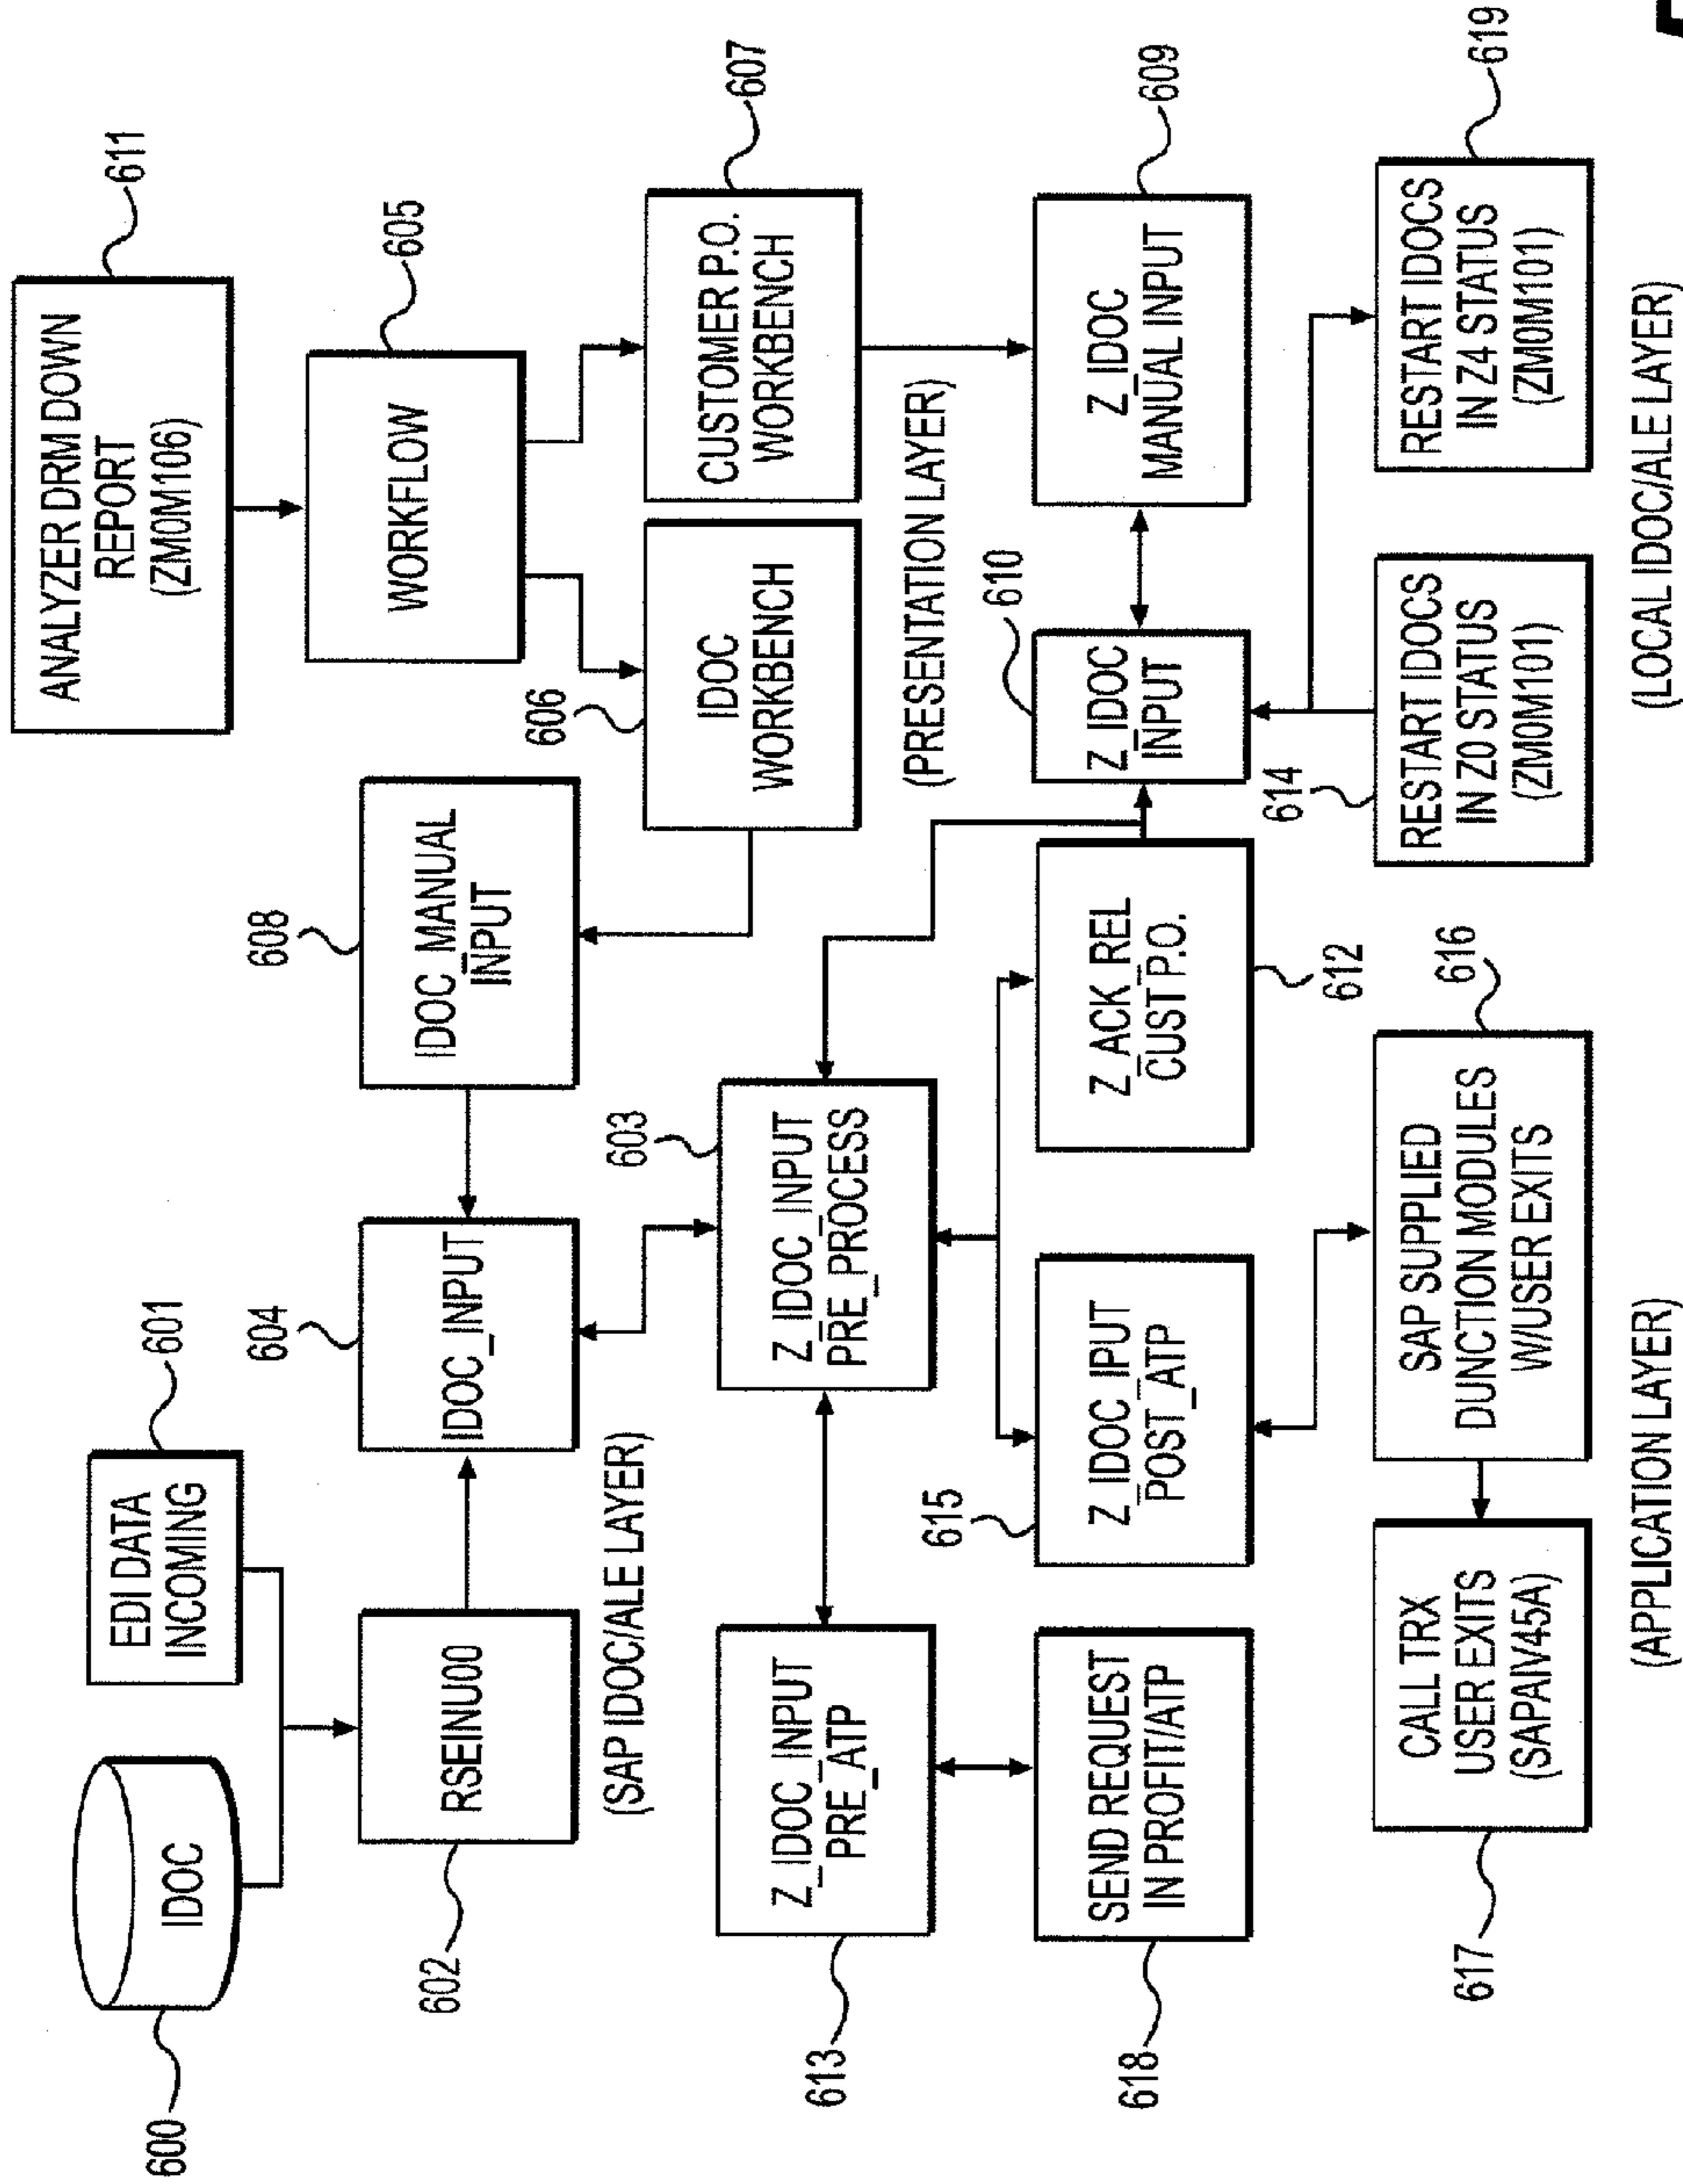 600
IDOC
EDI DATA
INCOMING
601
602
RSEINU00
604
IDOC_INPUT
608
IDOC_MANUAL
INPUT
ANALYZER DRM DOWN
REPORT
(ZM0M106)
611
WORKFLOW
605
606
IDOC
WORKBENCH
CUSTOMER P.O.
WORKBENCH
607
(SAP IDOC/ALE LAYER)
(PRESENTATION LAYER)
613
Z_IDOC_INPUT
PRE_ATP
603
Z_IDOC_INPUT
PRE_PROCESS
618
SEND REQUEST
IN PROFIT/ATP
615
Z_IDOC IPUT
POST_ATP
Z_ACK_REL
CUST P.O.
612
610
Z_IDOC
INPUT
Z_IDOC
MANUAL INPUT
609
617
CALL TRX
USER EXITS
(SAPAIV45A)
SAP SUPPLIED
DUNCTION MODULES
W/USER EXITS
616
614
RESTART IDOCS
IN Z0 STATUS
(ZM0M101)
RESTART IDOCS
IN Z4 STATUS
(ZM0M101)
619
(APPLICATION LAYER)
(LOCAL IDOC/ALE LAYER)